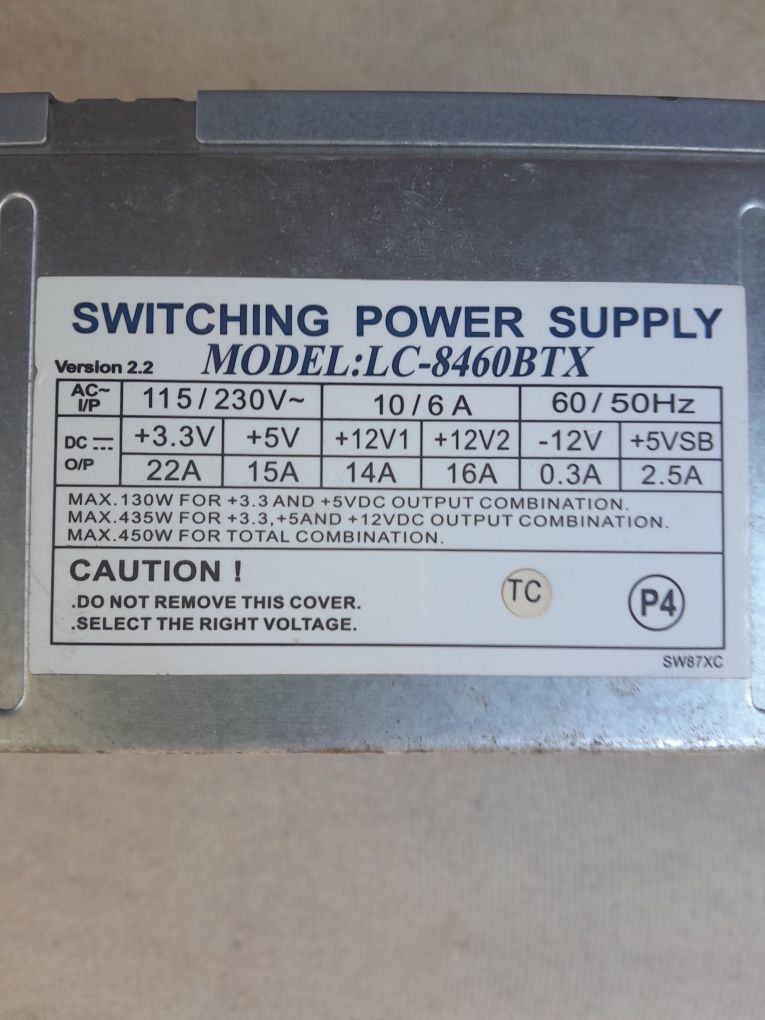 SWITCHING POWER SUPPLY
Version 2.2 MODEL:LC-8460BTX
AC~ I/P 115/230V~ 10/6A 60/50Hz
DC O/P +3.3V +5V +12V1 +12V2 -12V +5VSB
22A 15A 14A 16A 0.3A 2.5A
MAX.130W FOR +3.3 AND +5VDC OUTPUT COMBINATION.
MAX.435W FOR +3.3,+5AND +12VDC OUTPUT COMBINATION.
MAX.450W FOR TOTAL COMBINATION.
CAUTION !
.DO NOT REMOVE THIS COVER.
.SELECT THE RIGHT VOLTAGE.
TC
P4
SW87XC